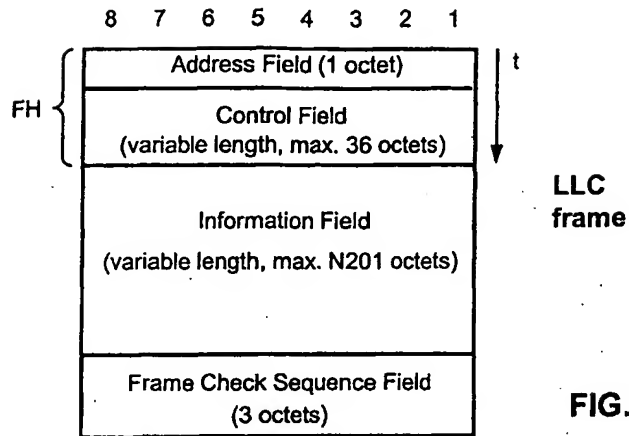 8 7 6 5 4 3 2 1
Address Field (1 octet)
t
FH
Control Field
(variable length, max. 36 octets)
LLC
frame
Information Field
(variable length, max. N201 octets)
Frame Check Sequence Field
(3 octets)
FIG.